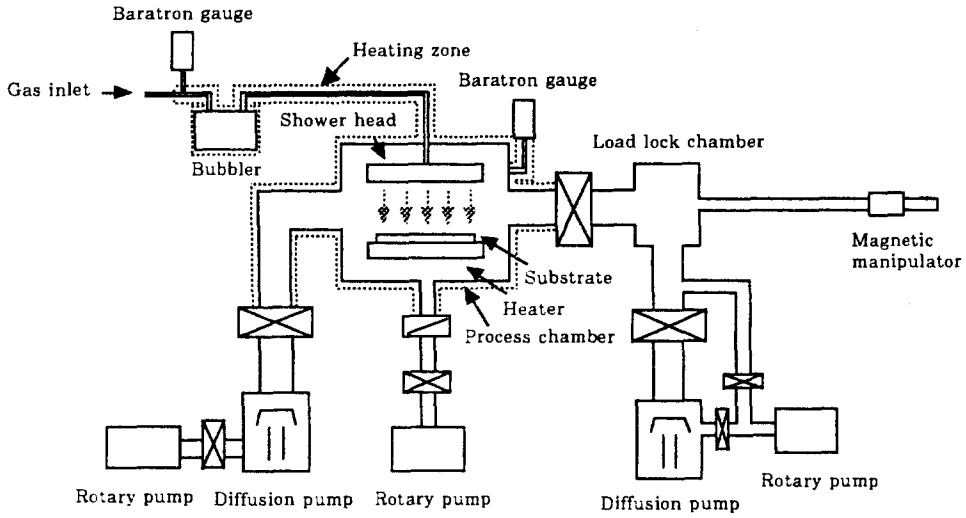 Baratron gauge
Heating zone
Baratron gauge
Gas inlet
Shower head
Load lock chamber
Bubbler
Magnetic
manipulator
Substrate
Heater
Process chamber
Rotary pump
Diffusion pump
Rotary pump
Diffusion pump
Rotary pump